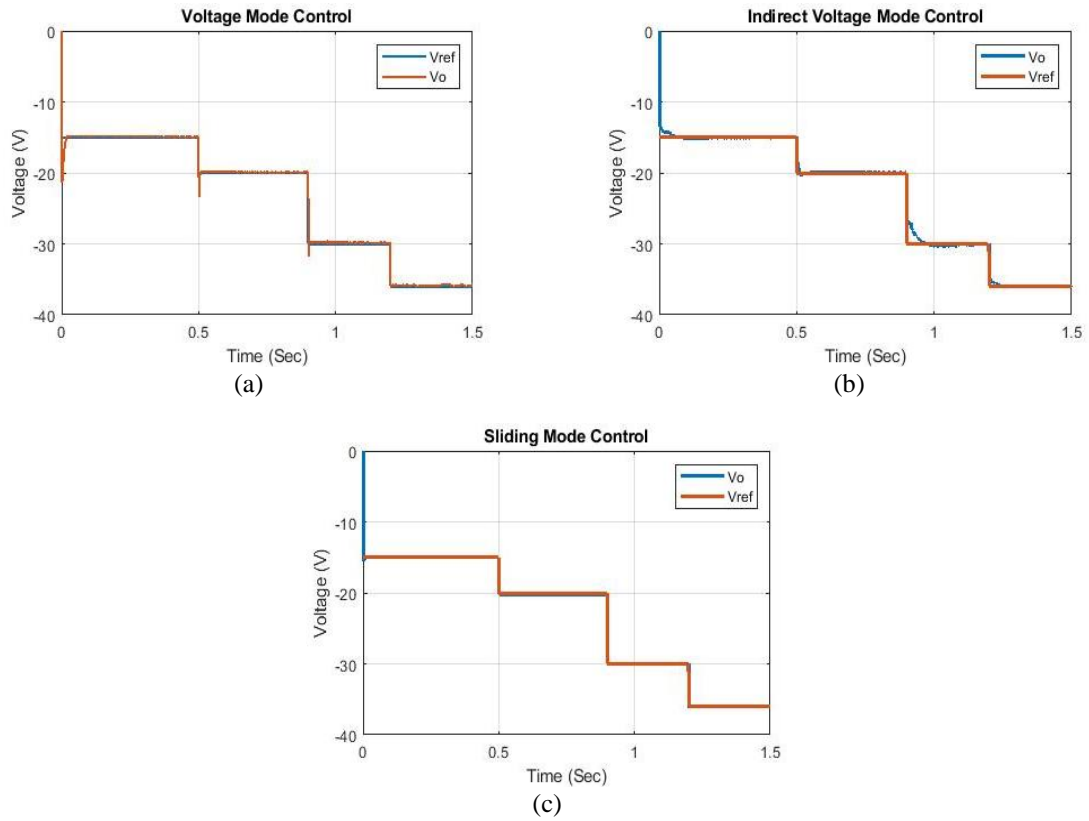 Voltage Mode Control
Vref
Vo
0
-10
-20
-30
-40
Voltage (V)
0
0.5
1
1.5
Time (Sec)
(a)
Indirect Voltage Mode Control
Vo
Vref
0
-10
-20
-30
-40
Voltage (V)
0
0.5
1
1.5
Time (Sec)
(b)
Sliding Mode Control
Vo
Vref
0
-10
-20
-30
-40
Voltage (V)
0
0.5
1
1.5
Time (Sec)
(c)